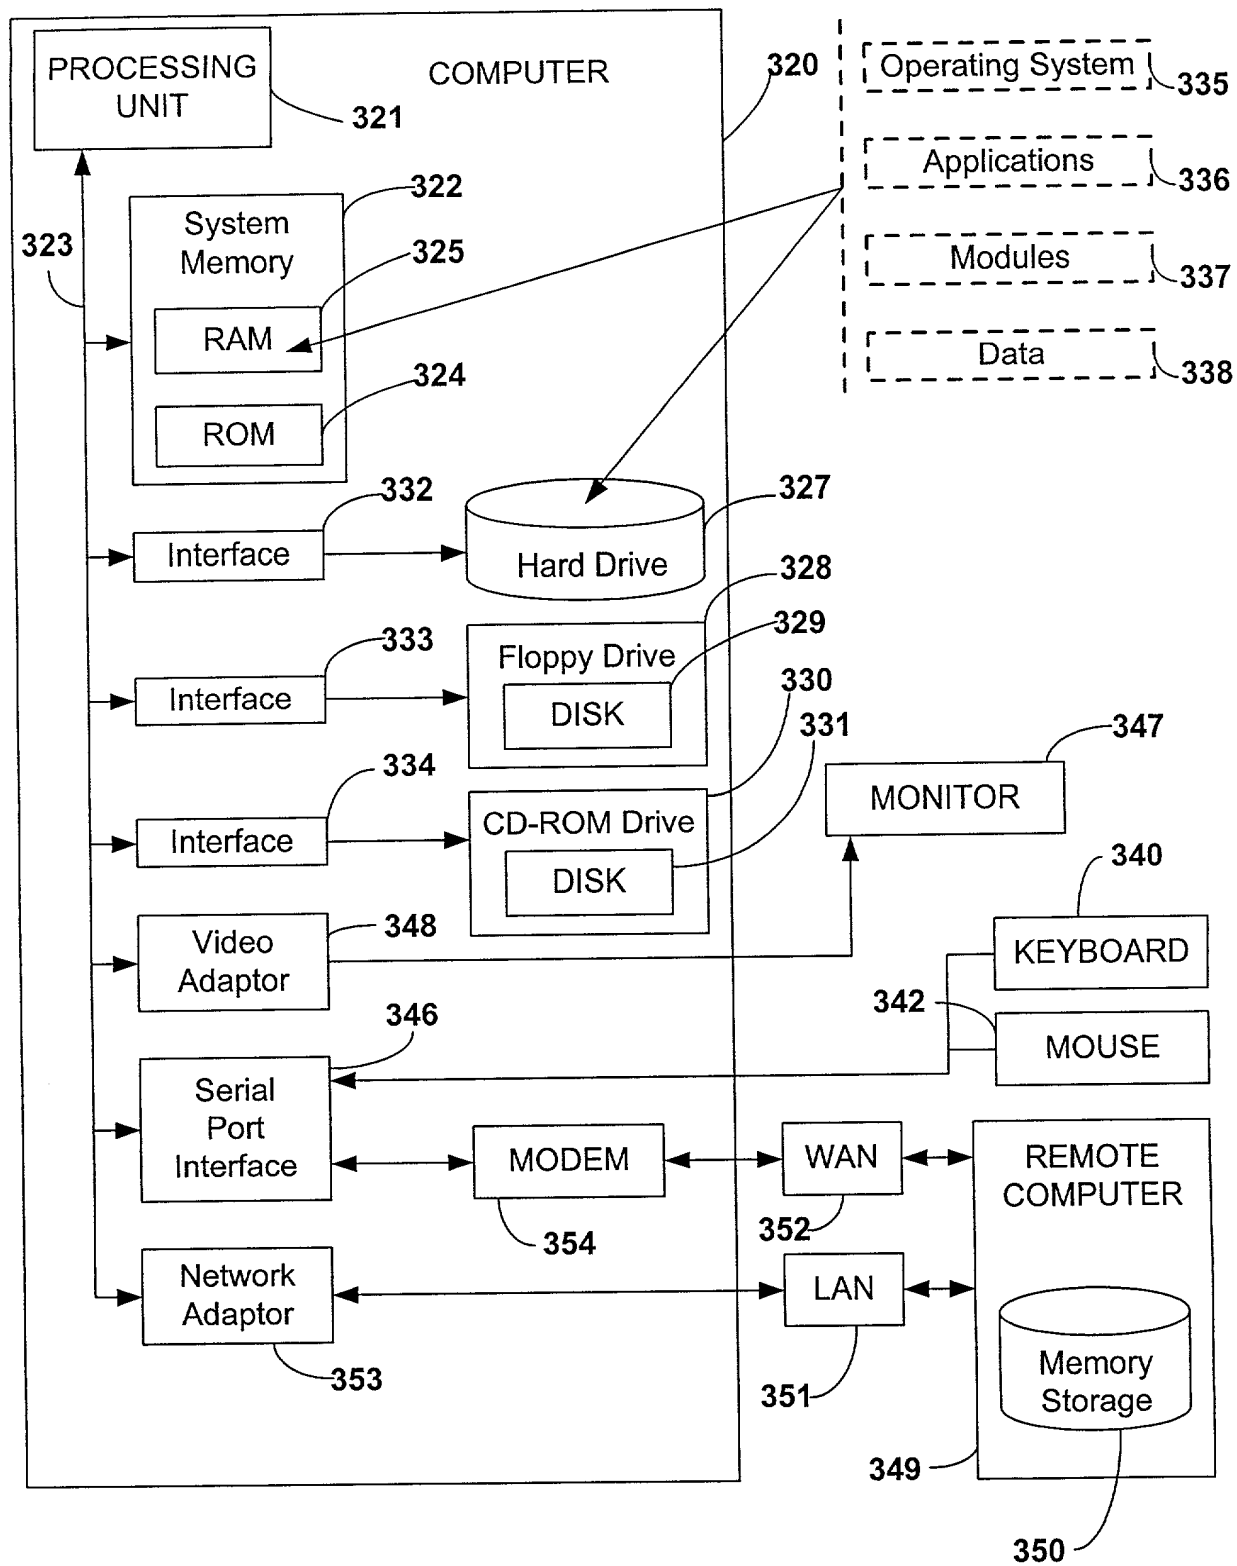 PROCESSING
UNIT
321
COMPUTER
320
Operating System
335
Applications
336
Modules
337
Data
338
322
System
Memory
323
325
RAM
324
ROM
332
Interface
327
Hard Drive
328
329
333
Interface
Floppy Drive
DISK
330
331
334
Interface
CD-ROM Drive
DISK
347
MONITOR
340
KEYBOARD
348
Video
Adaptor
342
MOUSE
346
Serial
Port
Interface
MODEM
354
WAN
352
REMOTE
COMPUTER
Network
Adaptor
353
LAN
351
Memory
Storage
349
350